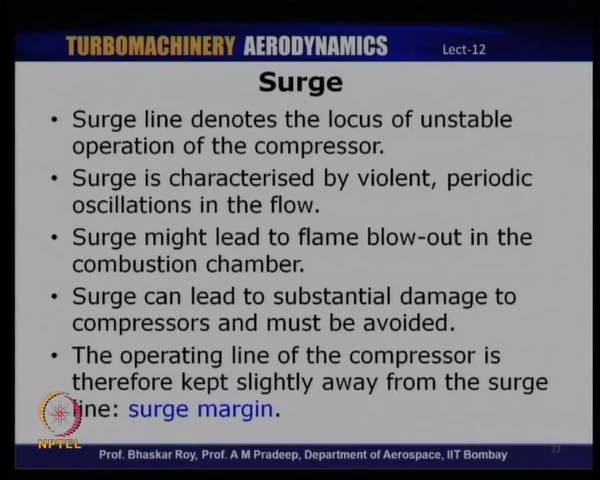 TURBOMACHINERY AERODYNAMICS
Lect-12
Surge
• Surge line denotes the locus of unstable
operation of the compressor.
• Surge is characterised by violent, periodic
oscillations in the flow.
• Surge might lead to flame blow-out in the
combustion chamber.
• Surge can lead to substantial damage to
compressors and must be avoided.
• The operating line of the compressor is
therefore kept slightly away from the surge
line: surge margin.
NPTEL
Prof. Bhaskar Roy, Prof. A M Pradeep, Department of Aerospace, IIT Bombay
22